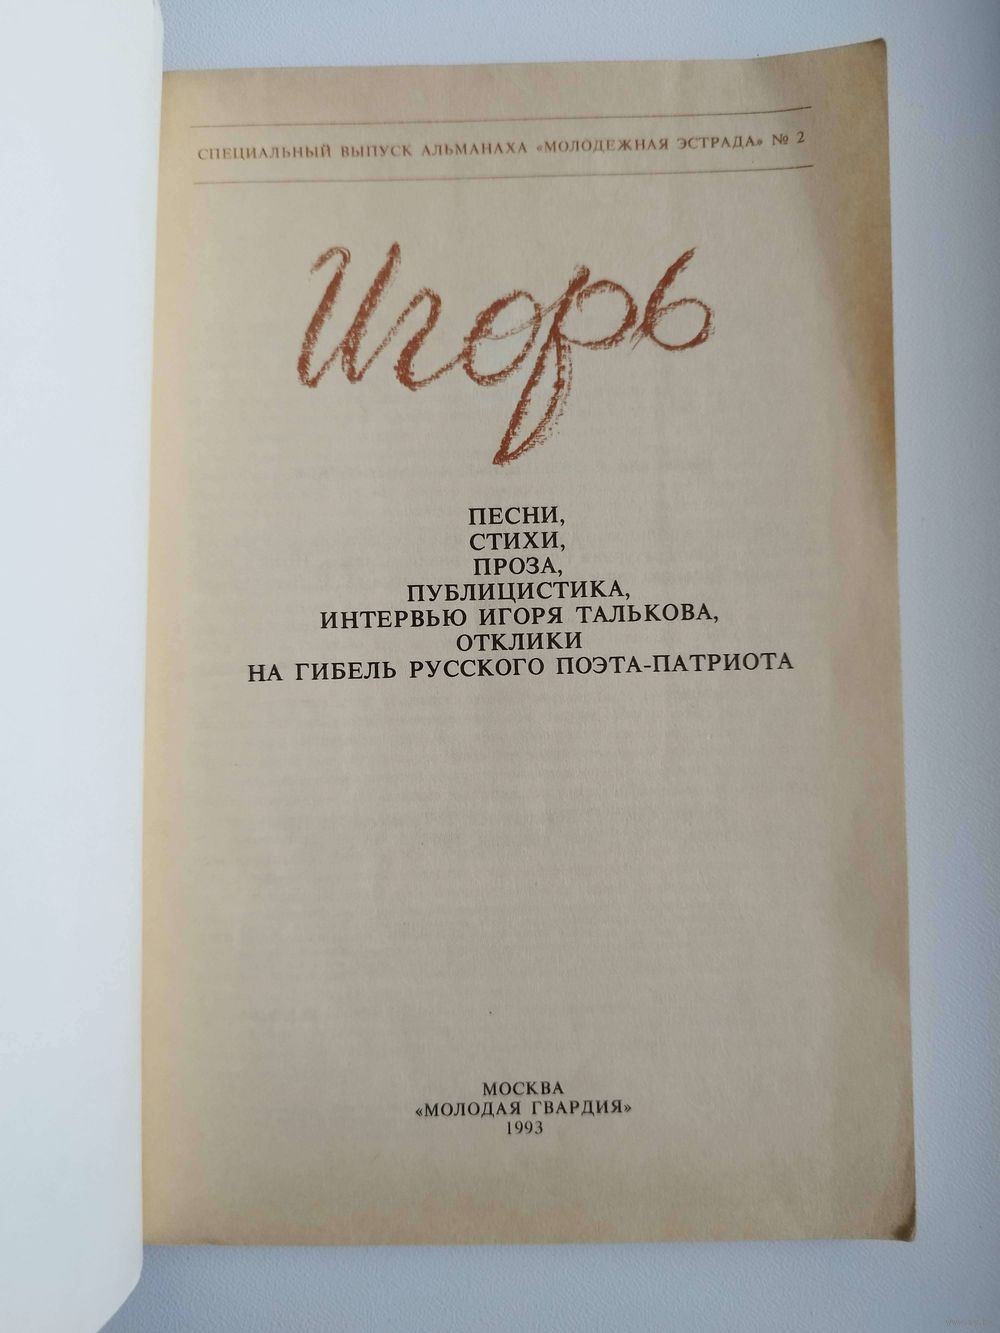 СПЕЦИАЛЬНЫЙ ВЫПУСК АЛЬМАНАХА «МОЛОДЕЖНАЯ ЭСТРАДА» № 2
Игорь
ПЕСНИ,
СТИХИ,
ПРОЗА,
ПУБЛИЦИСТИКА,
ИНТЕРВЬЮ ИГОРЯ ТАЛЬКОВА,
ОТКЛИКИ
НА ГИБЕЛЬ РУССКОГО ПОЭТА-ПАТРИОТА
МОСКВА
«МОЛОДАЯ ГВАРДИЯ»
1993